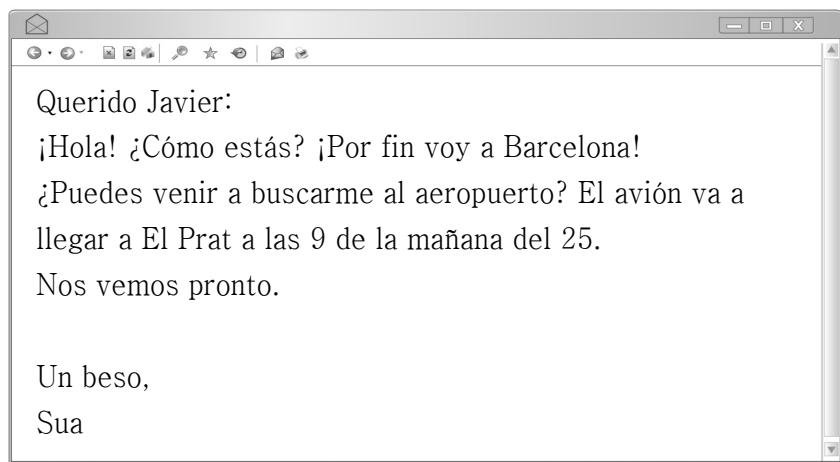 Querido Javier:
¡Hola! ¿Cómo estás? ¡Por fin voy a Barcelona!
¿Puedes venir a buscarme al aeropuerto? El avión va a
llegar a El Prat a las 9 de la mañana del 25.
Nos vemos pronto.
Un beso,
Sua